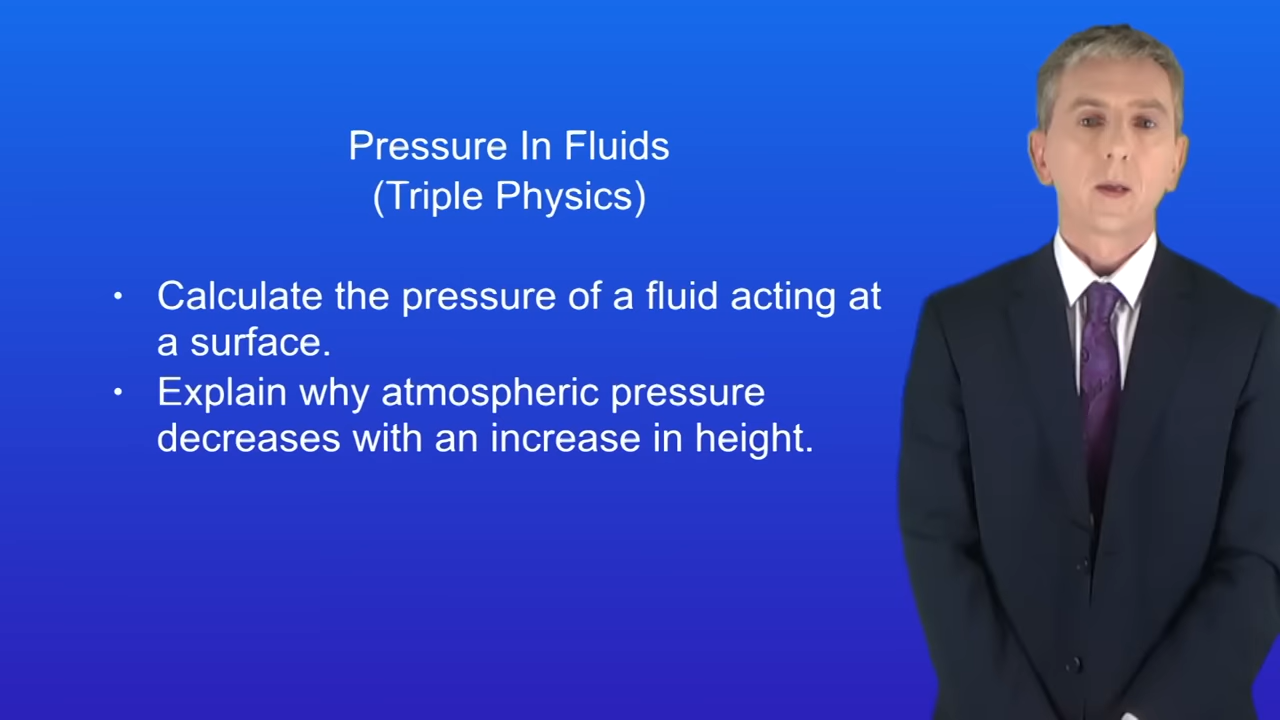 Pressure In Fluids
(Triple Physics)
• Calculate the pressure of a fluid acting at
a surface.
• Explain why atmospheric pressure
decreases with an increase in height.